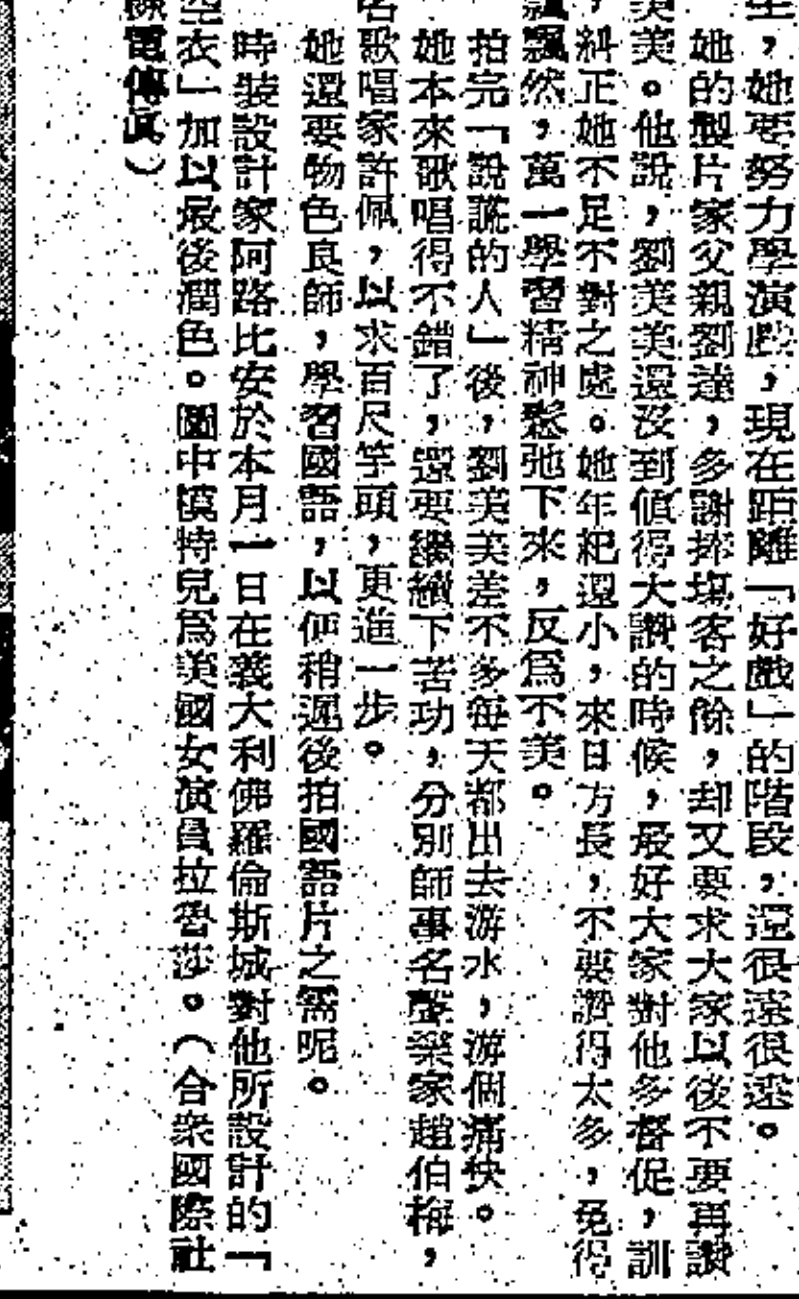 生，她要努力學演戲，現在距離「好戲」的階段，還很遠很遠。
她的製片家父親劉逵，多謝捧場客之餘，却又要求大家以後不要再讚
美美。他說，劉美美還沒到値得大讚的時候，最好大家對他多督促，訓
，糾正她不足不對之處。她年紀還小，來日方長，不要讚得太多，免得
飄飄然，萬一學習精神鬆弛下來，反爲不美。
拍完「說謊的人」後，劉美美差不多每天都出去游水，游個痛快。
她本來歌唱得不錯了，還要繼續下苦功，分別師事名聲樂家趙伯梅，
名歌唱家許佩，以求百尺竿頭，更進一步。
她還要物色良師，學習國語，以便稍遲後拍國語片之需呢。
時裝設計家阿路比安於本月一日在義大利佛羅倫斯城對他所設計的「
空衣」加以最後潤色。圖中模特兒爲美國女演員拉魯莎。（合衆國際社
電傳眞）